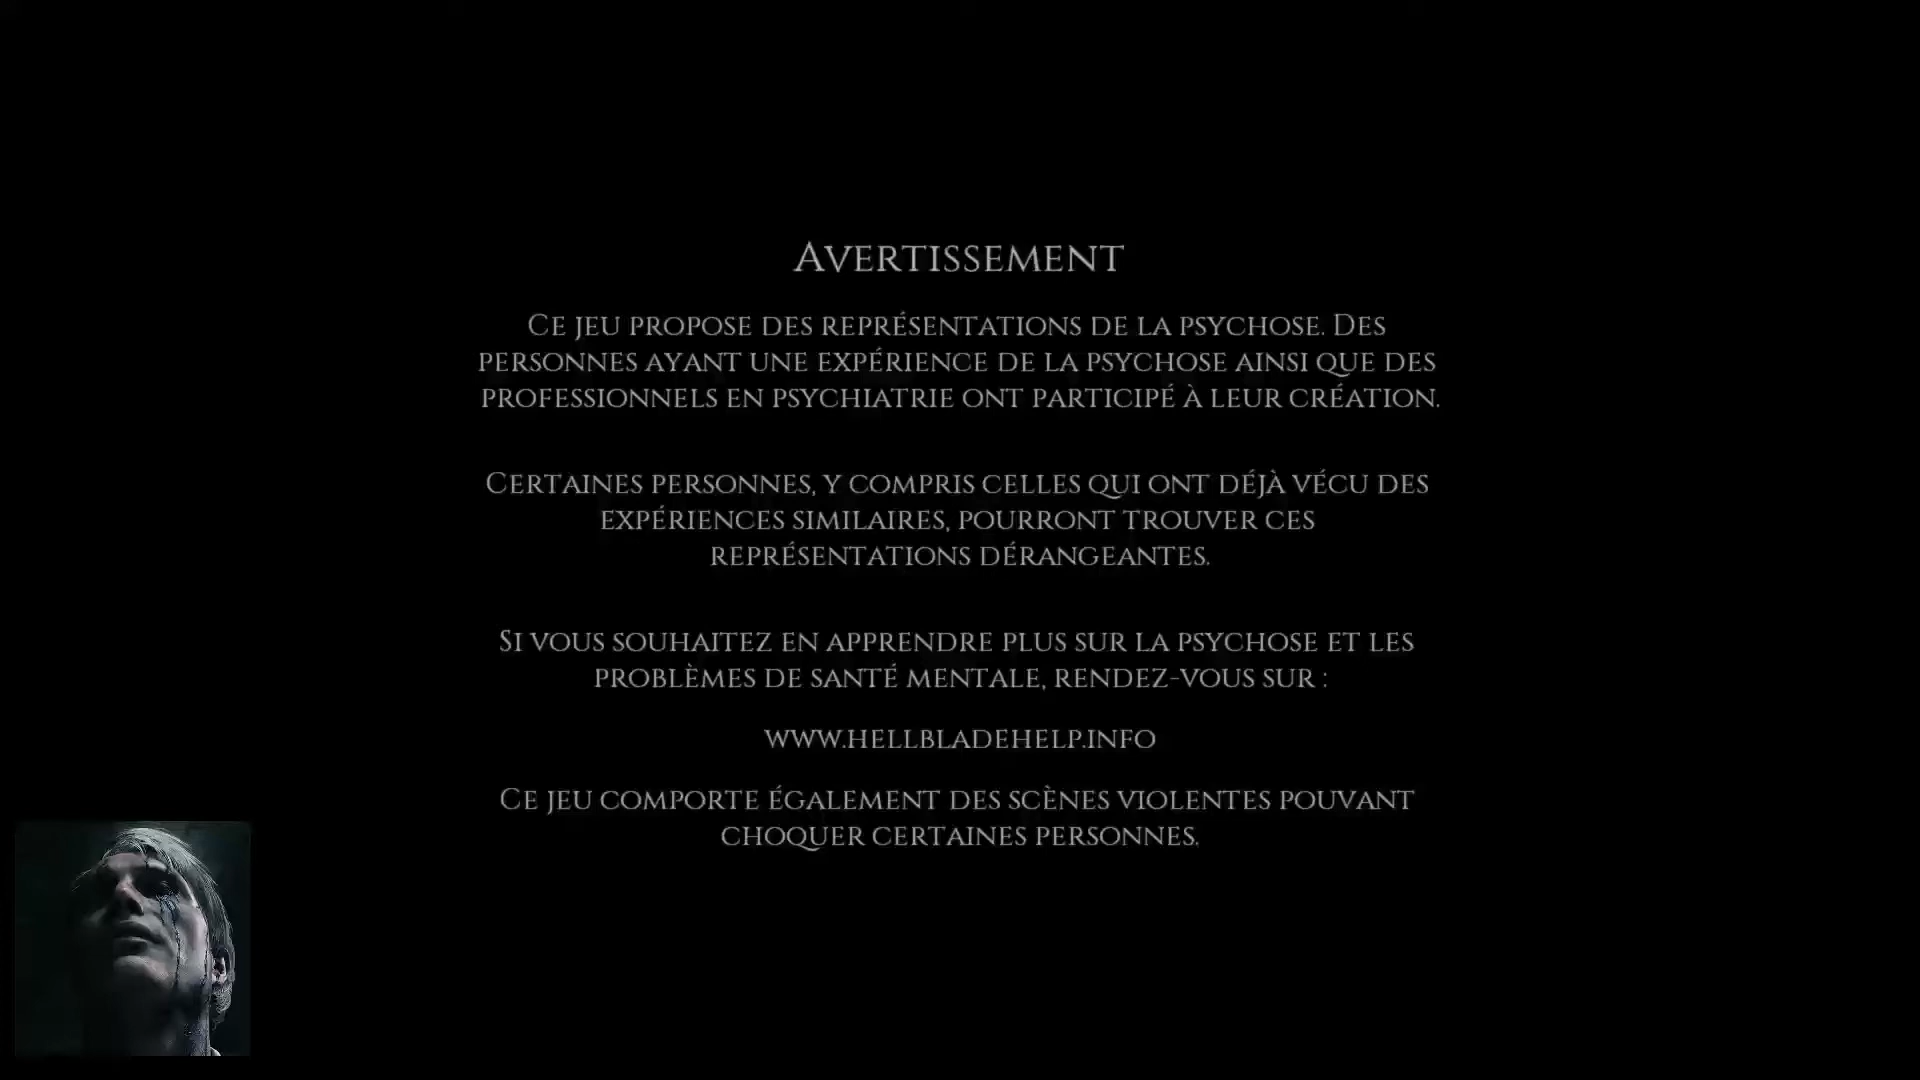 Avertissement
Ce jeu propose des représentations de la psychose. Des
personnes ayant une expérience de la psychose ainsi que des
professionnels en psychiatrie ont participé à leur création.
Certaines personnes, y compris celles qui ont déjà vécu des
expériences similaires, pourront trouver ces
représentations dérangeantes.
Si vous souhaitez en apprendre plus sur la psychose et les
problèmes de santé mentale, rendez-vous sur :
www.hellbladehelp.info
Ce jeu comporte également des scènes violentes pouvant
choquer certaines personnes.